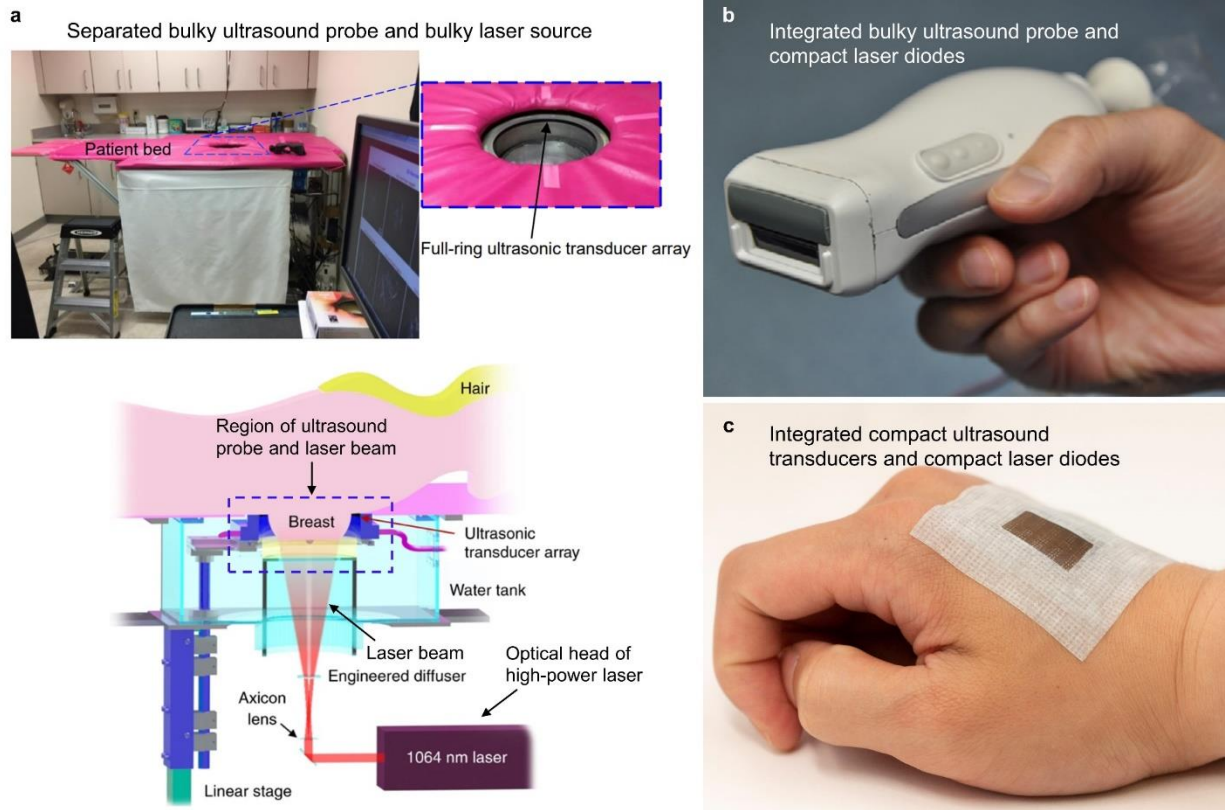 a
Separated bulky ultrasound probe and bulky laser source
Patient bed
Full-ring ultrasonic transducer array
Hair
Region of ultrasound
probe and laser beam
Breast
Ultrasonic
transducer array
Water tank
Laser beam
Engineered diffuser
Optical head of
high-power laser
Axicon
lens
1064 nm laser
Linear stage
b
Integrated bulky ultrasound probe and
compact laser diodes
c
Integrated compact ultrasound
transducers and compact laser diodes